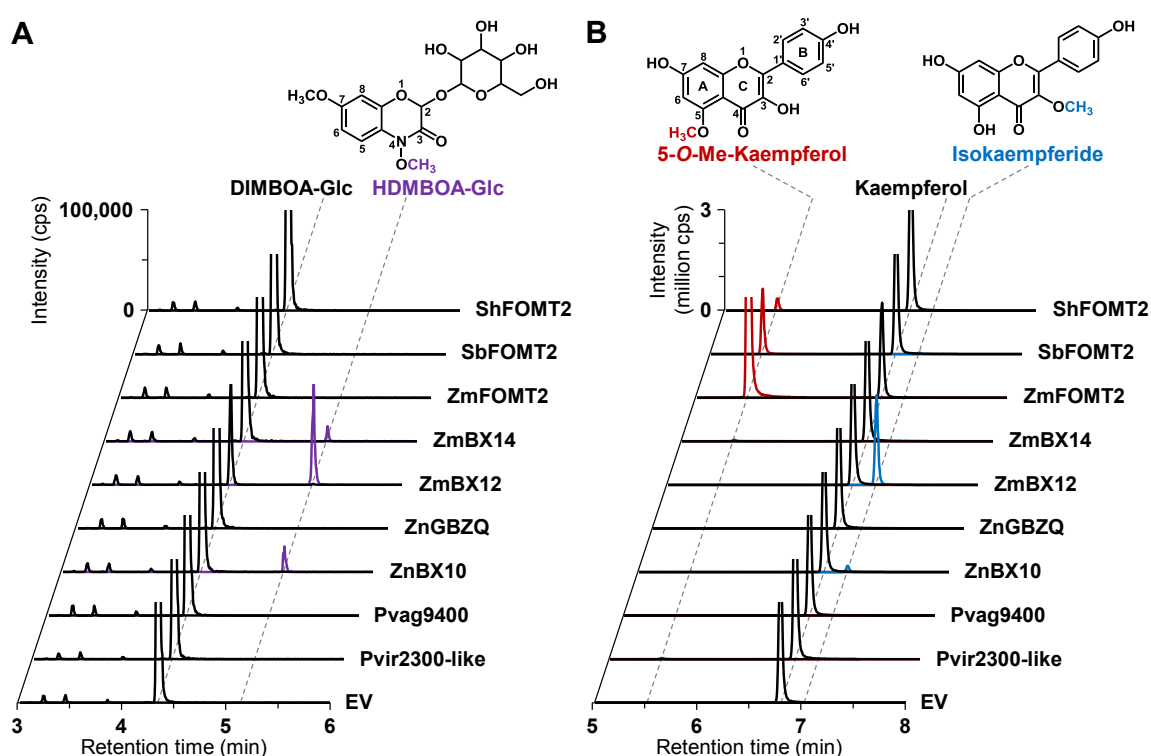 A
OH
OH
OH
OH
H₃CO
O
O
O
O
N
OCH₃
1
2
3
4
5
6
7
8
DIMBOA-Glc
HDMBOA-Glc
Intensity (cps)
100,000
0
ShFOMT2
SbFOMT2
ZmFOMT2
ZmBX14
ZmBX12
ZnGBZQ
ZnBX10
Pvag9400
Pvir2300-like
EV
3
4
5
6
Retention time (min)
B
HO
O
OH
OH
O
H₃CO
A
B
C
1
2
3
4
5
6
7
8
1'
2'
3'
4'
5'
6'
5-O-Me-Kaempferol
HO
O
OH
OCH₃
O
OH
Isokaempferide
Kaempferol
Intensity
(million cps)
3
0
ShFOMT2
SbFOMT2
ZmFOMT2
ZmBX14
ZmBX12
ZnGBZQ
ZnBX10
Pvag9400
Pvir2300-like
EV
5
6
7
8
Retention time (min)